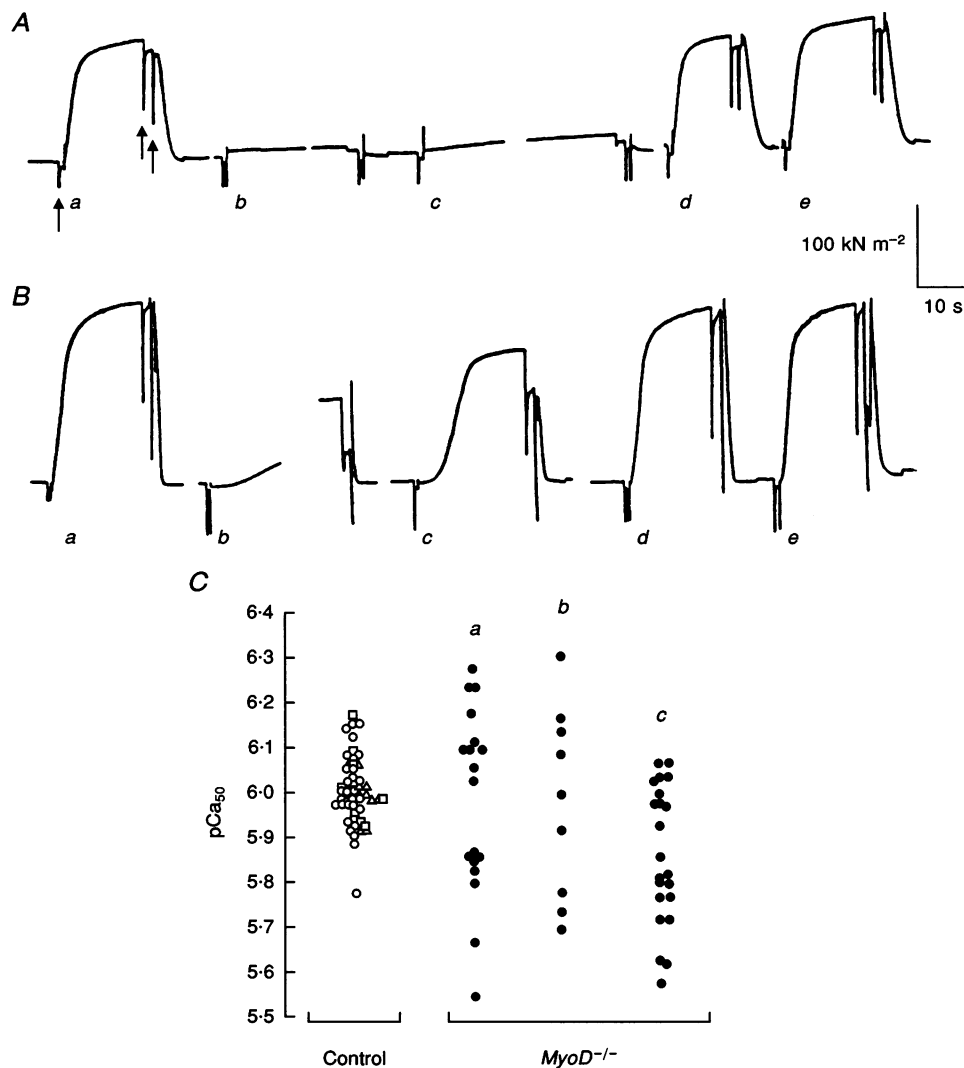 A
a
b
c
d
e
100 kN m⁻²
10 s
B
a
b
c
d
e
C
6·4
6·3
6·2
6·1
6·0
5·9
5·8
5·7
5·6
5·5
pCa₅₀
a
b
c
Control
MyoD⁻/⁻